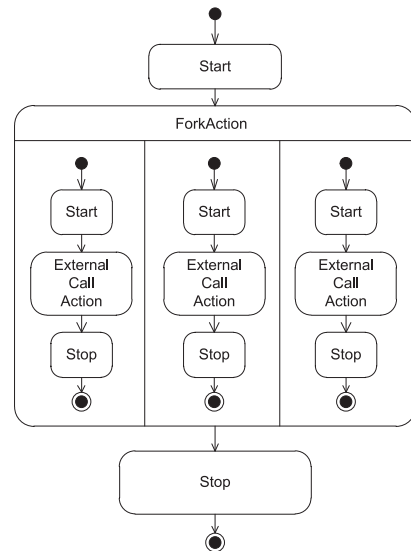 Start
ForkAction
Start
Start
Start
External
Call
Action
External
Call
Action
External
Call
Action
Stop
Stop
Stop
Stop